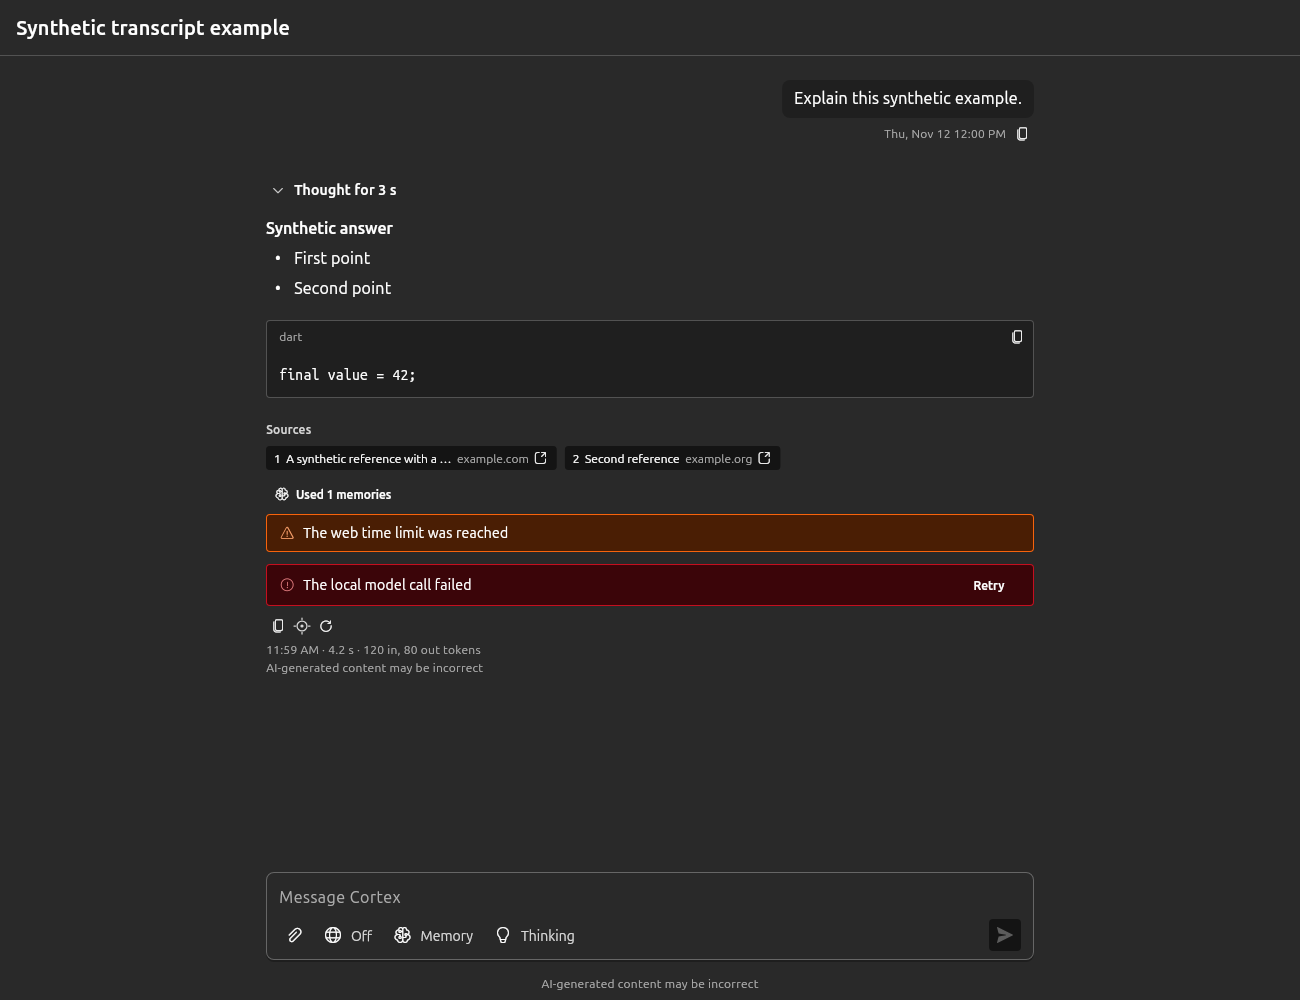 Synthetic transcript example
Explain this synthetic example.
Thu, Nov 12 12:00 PM
Thought for 3 s
Synthetic answer
• First point
• Second point
dart
final value = 42;
Sources
1 A synthetic reference with a ... example.com
2 Second reference example.org
Used 1 memories
The web time limit was reached
The local model call failed
Retry
11:59 AM · 4.2 s · 120 in, 80 out tokens
AI-generated content may be incorrect
Message Cortex
Off
Memory
Thinking
AI-generated content may be incorrect